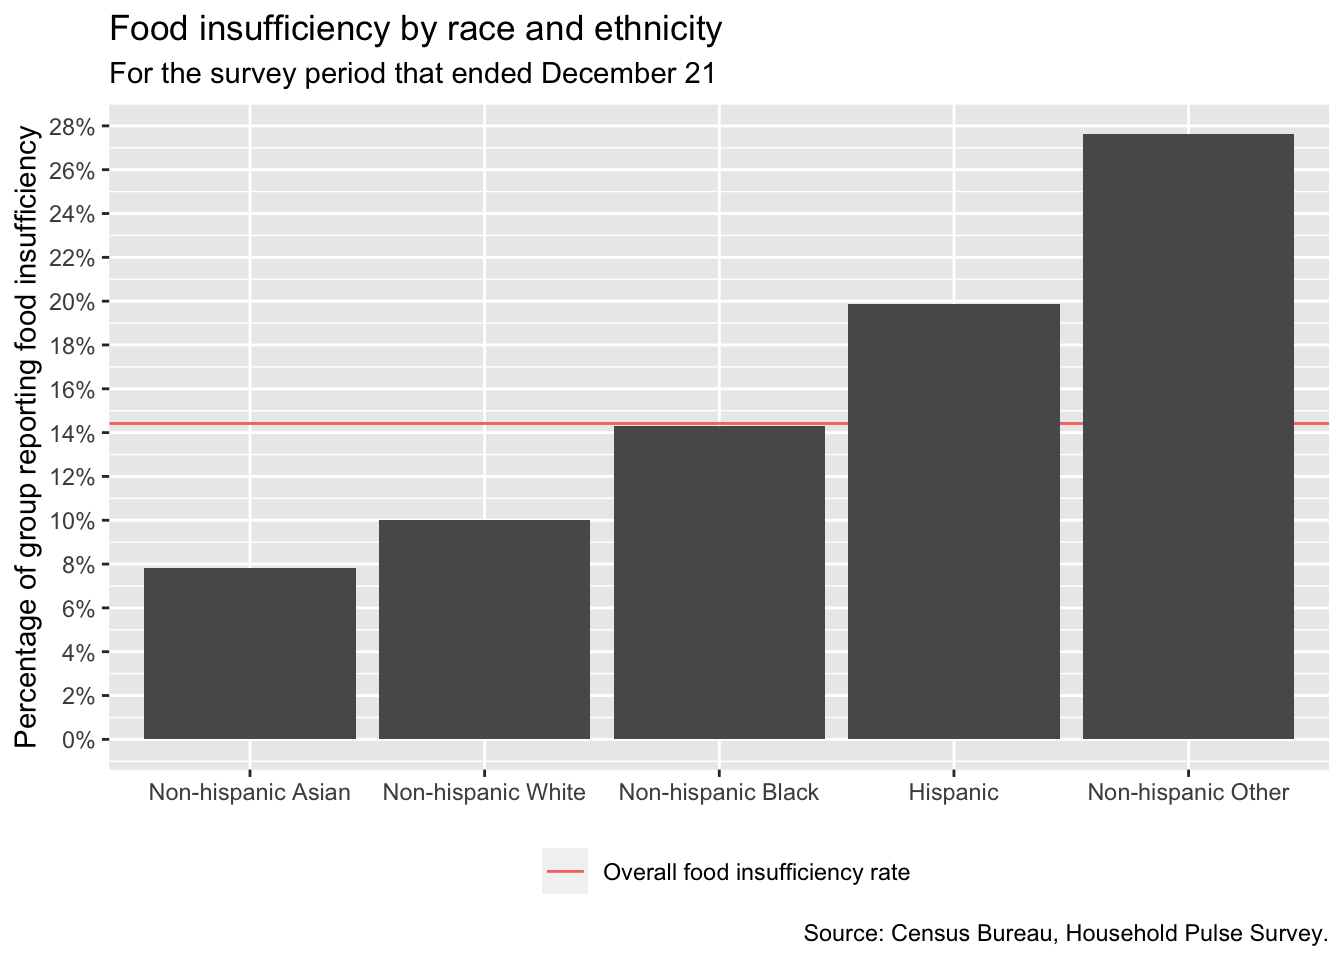 Food insufficiency by race and ethnicity
For the survey period that ended December 21
Percentage of group reporting food insufficiency
28%
26%
24%
22%
20%
18%
16%
14%
12%
10%
8%
6%
4%
2%
0%
Non-hispanic Asian Non-hispanic White Non-hispanic Black Hispanic Non-hispanic Other
Overall food insufficiency rate
Source: Census Bureau, Household Pulse Survey.